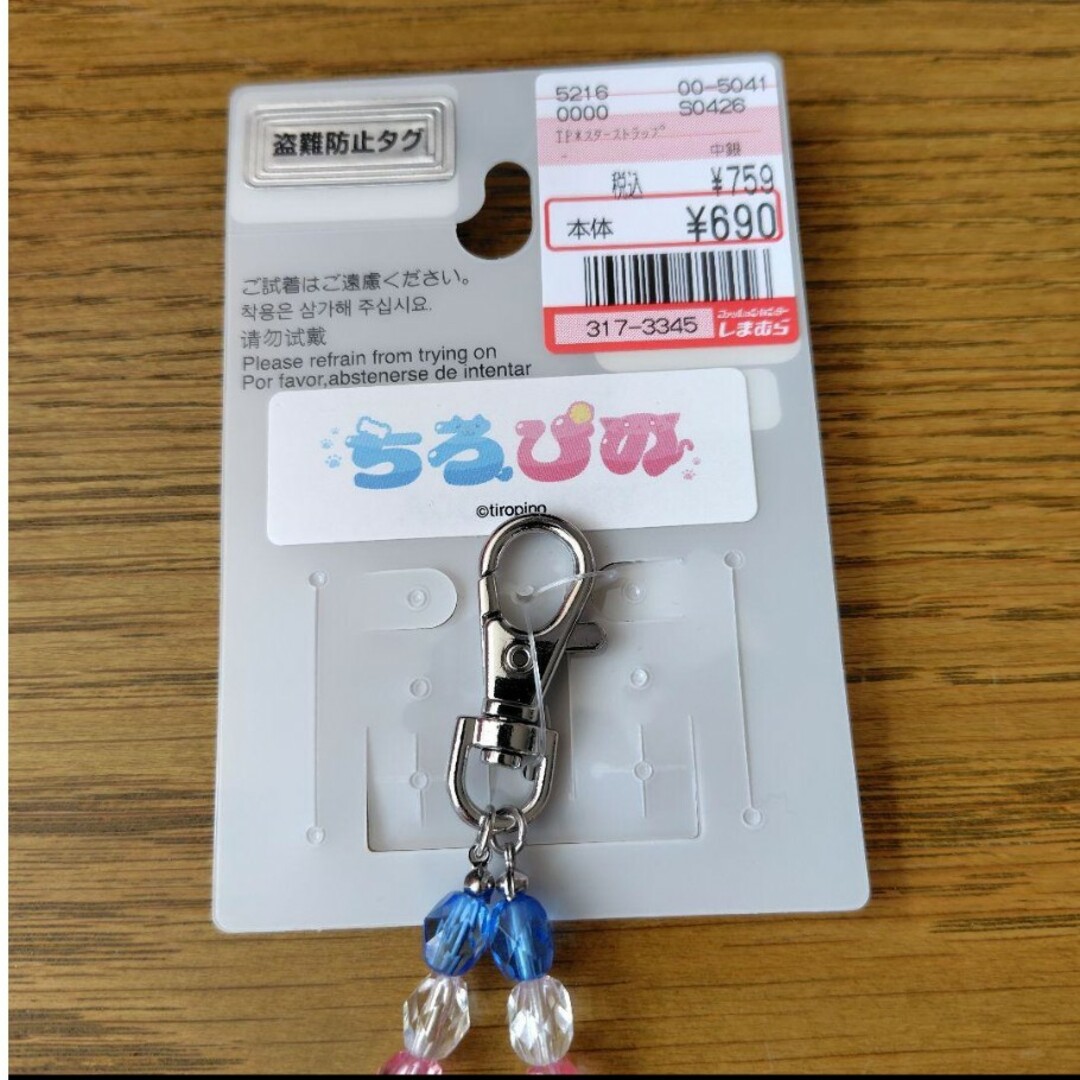 盗難防止タグ
5216 00-5041
0000 S0426
TP*スターストラップ
中銀
税込 ¥759
本体 ¥690
317-3345
ファッションセンター
しまむら
ご試着はご遠慮ください。
착용은 삼가해 주십시요.
请勿试戴
Please refrain from trying on
Por favor,abstenerse de intentar
ちろぴの
©tiropino